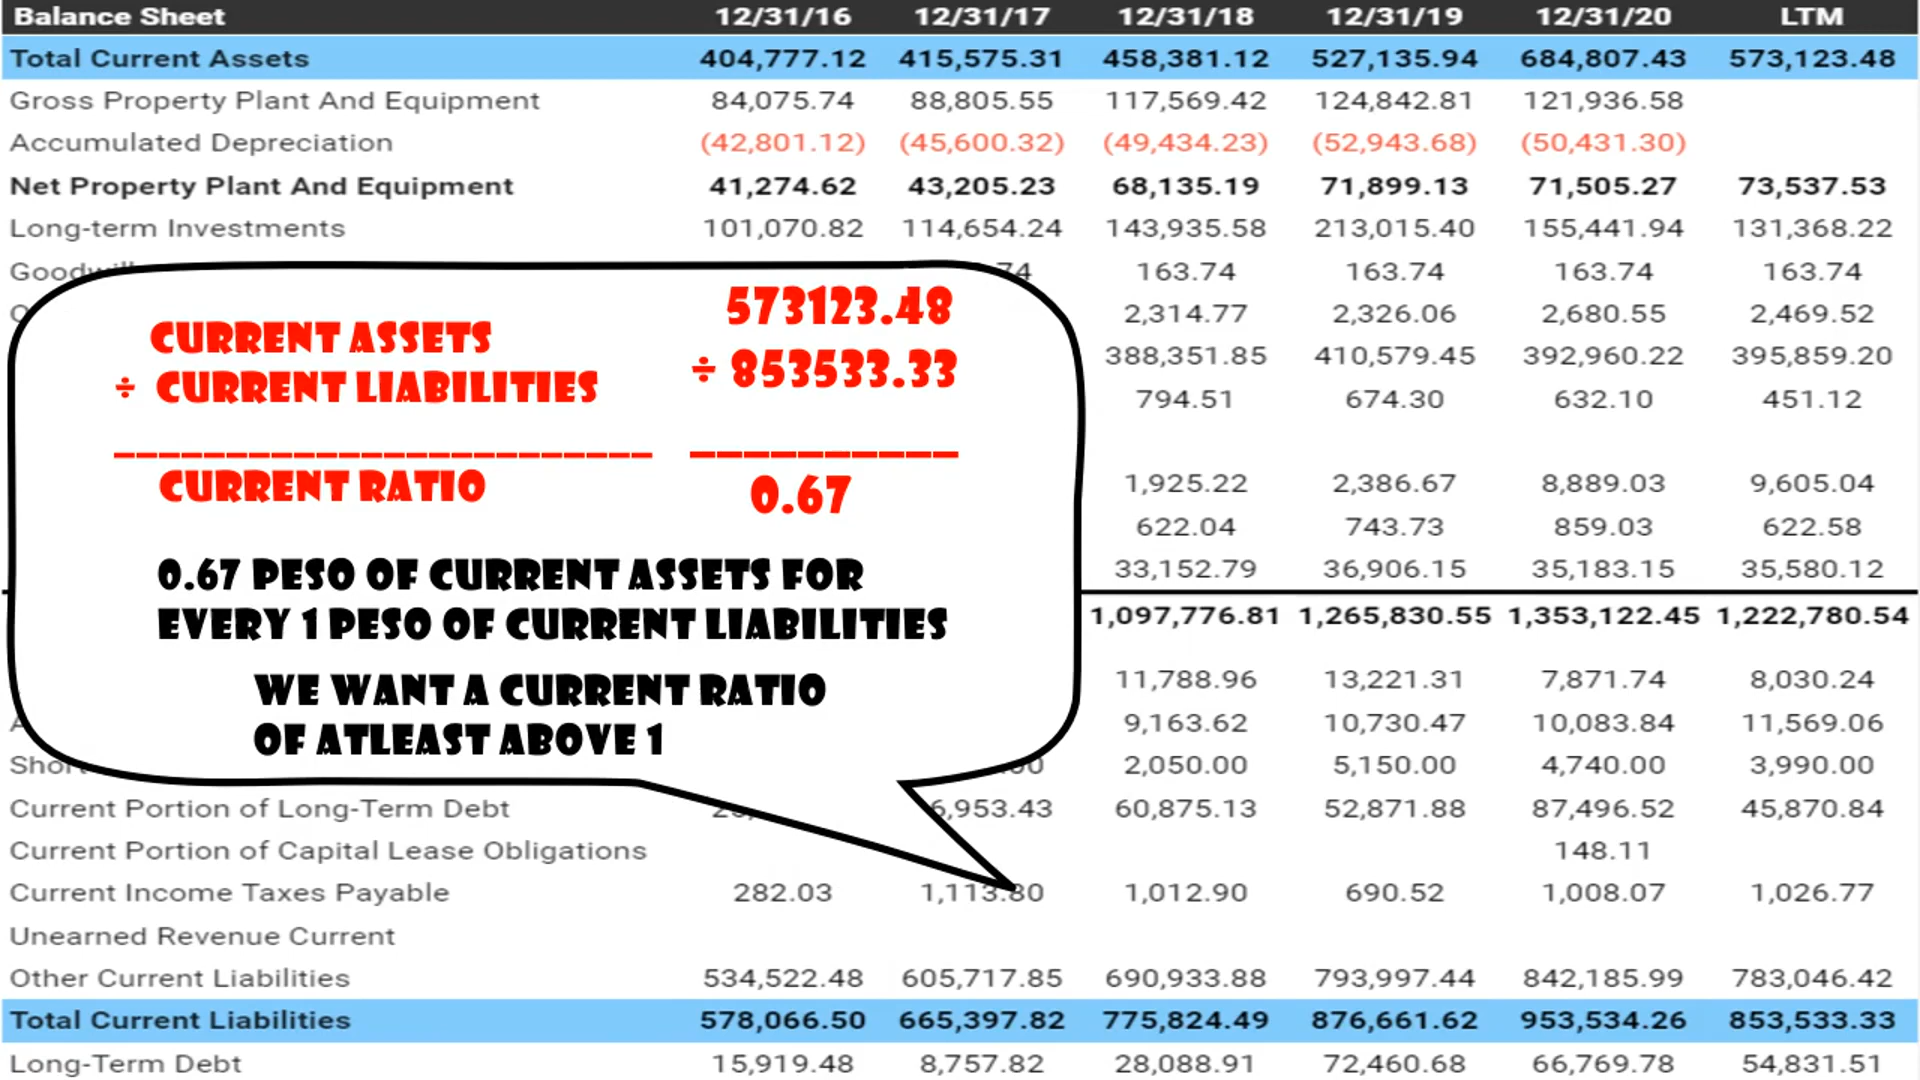 Balance Sheet 12/31/16 12/31/17 12/31/18 12/31/19 12/31/20 LTM
Total Current Assets 404,777.12 415,575.31 458,381.12 527,135.94 684,807.43 573,123.48
Gross Property Plant And Equipment 84,075.74 88,805.55 117,569.42 124,842.81 121,936.58
Accumulated Depreciation (42,801.12) (45,600.32) (49,434.23) (52,943.68) (50,431.30)
Net Property Plant And Equipment 41,274.62 43,205.23 68,135.19 71,899.13 71,505.27 73,537.53
Long-term Investments 101,070.82 114,654.24 143,935.58 213,015.40 155,441.94 131,368.22
163.74 163.74 163.74 163.74
2,314.77 2,326.06 2,680.55 2,469.52
388,351.85 410,579.45 392,960.22 395,859.20
794.51 674.30 632.10 451.12
1,925.22 2,386.67 8,889.03 9,605.04
622.04 743.73 859.03 622.58
33,152.79 36,906.15 35,183.15 35,580.12
1,097,776.81 1,265,830.55 1,353,122.45 1,222,780.54
11,788.96 13,221.31 7,871.74 8,030.24
9,163.62 10,730.47 10,083.84 11,569.06
2,050.00 5,150.00 4,740.00 3,990.00
Current Portion of Long-Term Debt 60,875.13 52,871.88 87,496.52 45,870.84
Current Portion of Capital Lease Obligations 148.11
Current Income Taxes Payable 282.03 1,113.80 1,012.90 690.52 1,008.07 1,026.77
Unearned Revenue Current
Other Current Liabilities 534,522.48 605,717.85 690,933.88 793,997.44 842,185.99 783,046.42
Total Current Liabilities 578,066.50 665,397.82 775,824.49 876,661.62 953,534.26 853,533.33
Long-Term Debt 15,919.48 8,757.82 28,088.91 72,460.68 66,769.78 54,831.51
CURRENT ASSETS 573123.48
÷ CURRENT LIABILITIES ÷ 853533.33
CURRENT RATIO 0.67
0.67 PESO OF CURRENT ASSETS FOR
EVERY 1 PESO OF CURRENT LIABILITIES
WE WANT A CURRENT RATIO
OF ATLEAST ABOVE 1